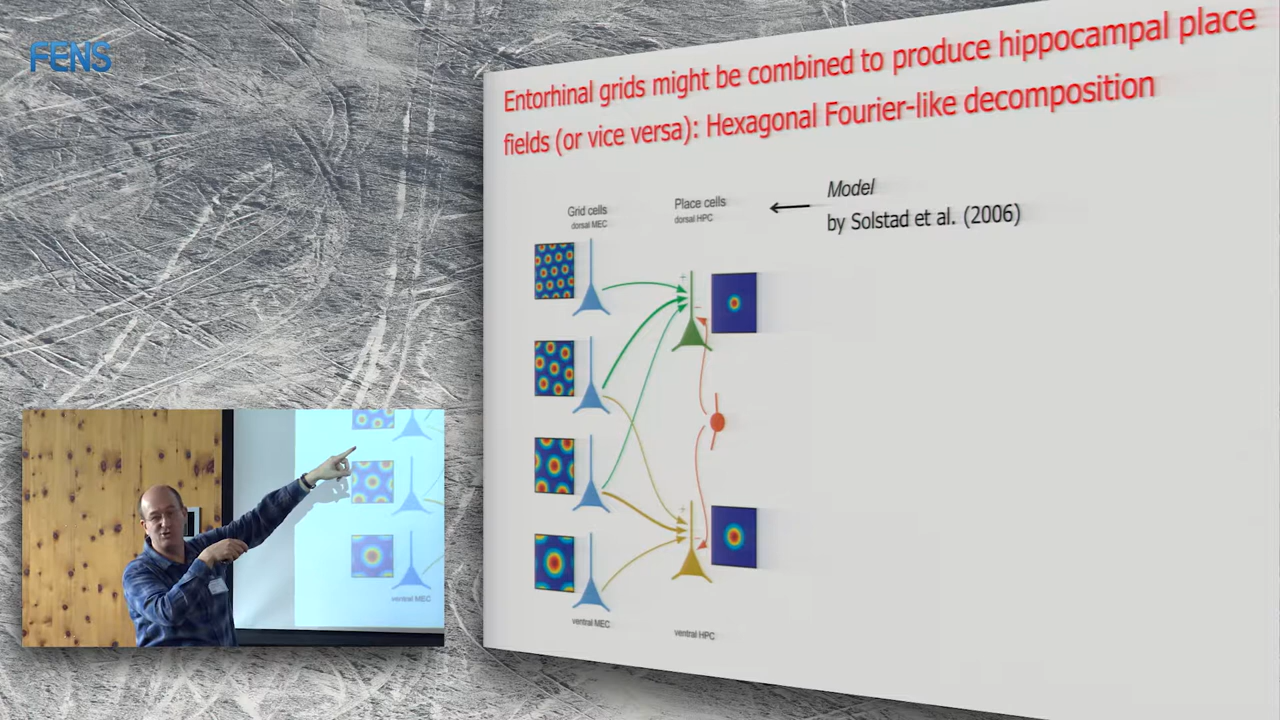 FENS
Entorhinal grids might be combined to produce hippocampal place
fields (or vice versa): Hexagonal Fourier-like decomposition
Model
by Solstad et al. (2006)
Grid cells
dorsal MEC
Place cells
dorsal HPC
+
−
+
−
ventral MEC
ventral HPC
ventral MEC